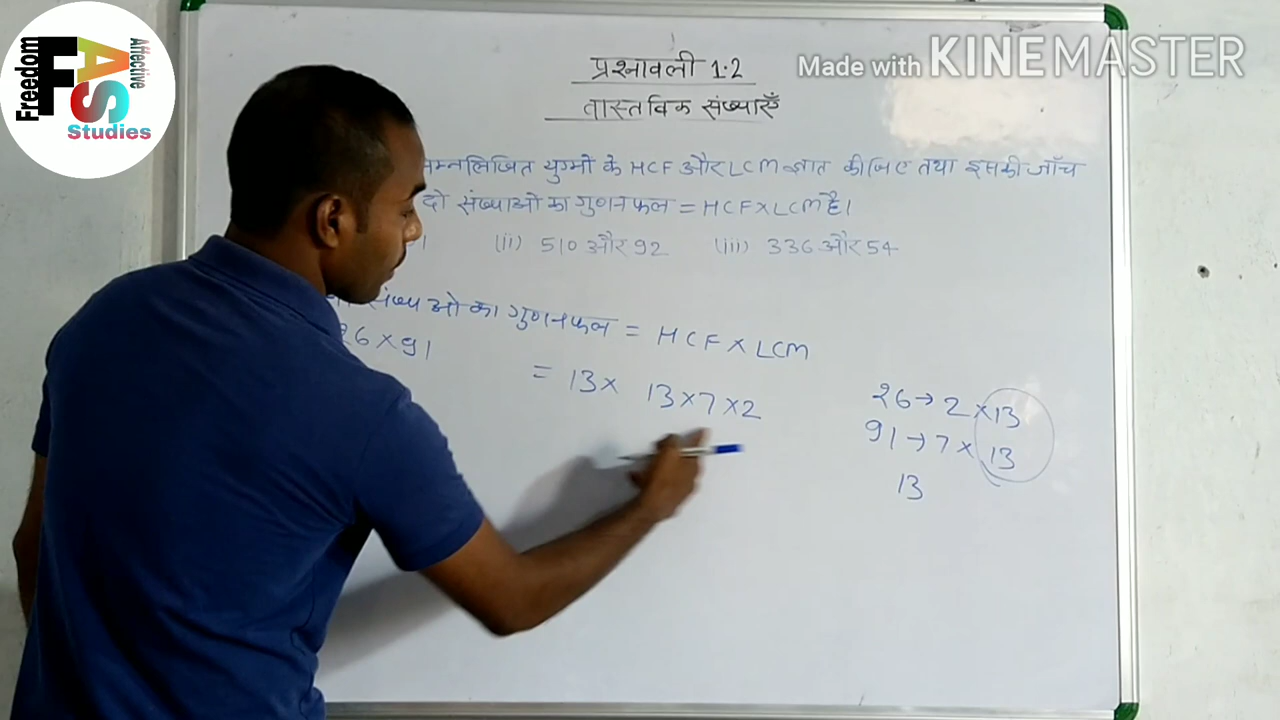 Freedom
FAS
Affective
Studies
Made with KINEMASTER
प्रश्नावली 1.2
वास्तविक संख्याएँ
युग्मों के HCF और LCM ज्ञात कीजिए तथा इसकी जाँच
दो संख्याओं का गुणनफल = HCF X LCM है।
(ii) 510 और 92 (iii) 336 और 54
का गुणनफल = HCF X LCM
26 X 91
= 13 X 13 X 7 X 2
26 → 2 X 13
91 → 7 X 13
13